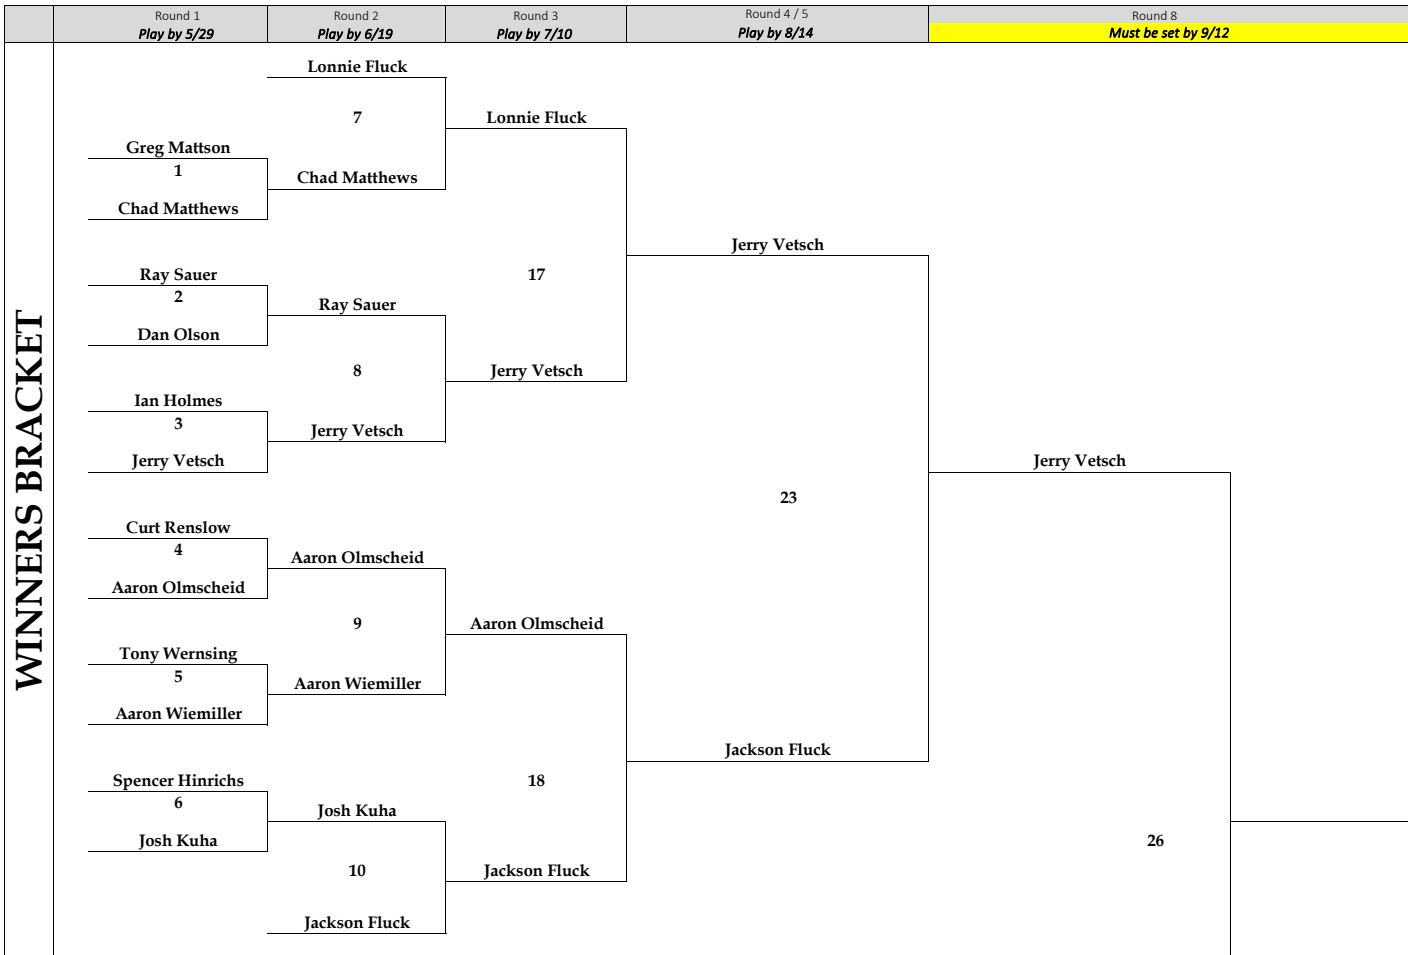 Round 1 Round 2 Round 3 Round 4 / 5 Round 8
Play by 5/29 Play by 6/19 Play by 7/10 Play by 8/14 Must be set by 9/12
WINNERS BRACKET
Lonnie Fluck
7 Lonnie Fluck
Greg Mattson
1
Chad Matthews
Chad Matthews
Jerry Vetsch
Ray Sauer 17
2
Ray Sauer
Dan Olson
8 Jerry Vetsch
Ian Holmes
3
Jerry Vetsch
Jerry Vetsch Jerry Vetsch
23
Curt Renslow
4
Aaron Olmscheid
Aaron Olmscheid
9 Aaron Olmscheid
Tony Wernsing
5
Aaron Wiemiller
Aaron Wiemiller
Jackson Fluck
Spencer Hinrichs 18
6
Josh Kuha
Josh Kuha 26
10 Jackson Fluck
Jackson Fluck